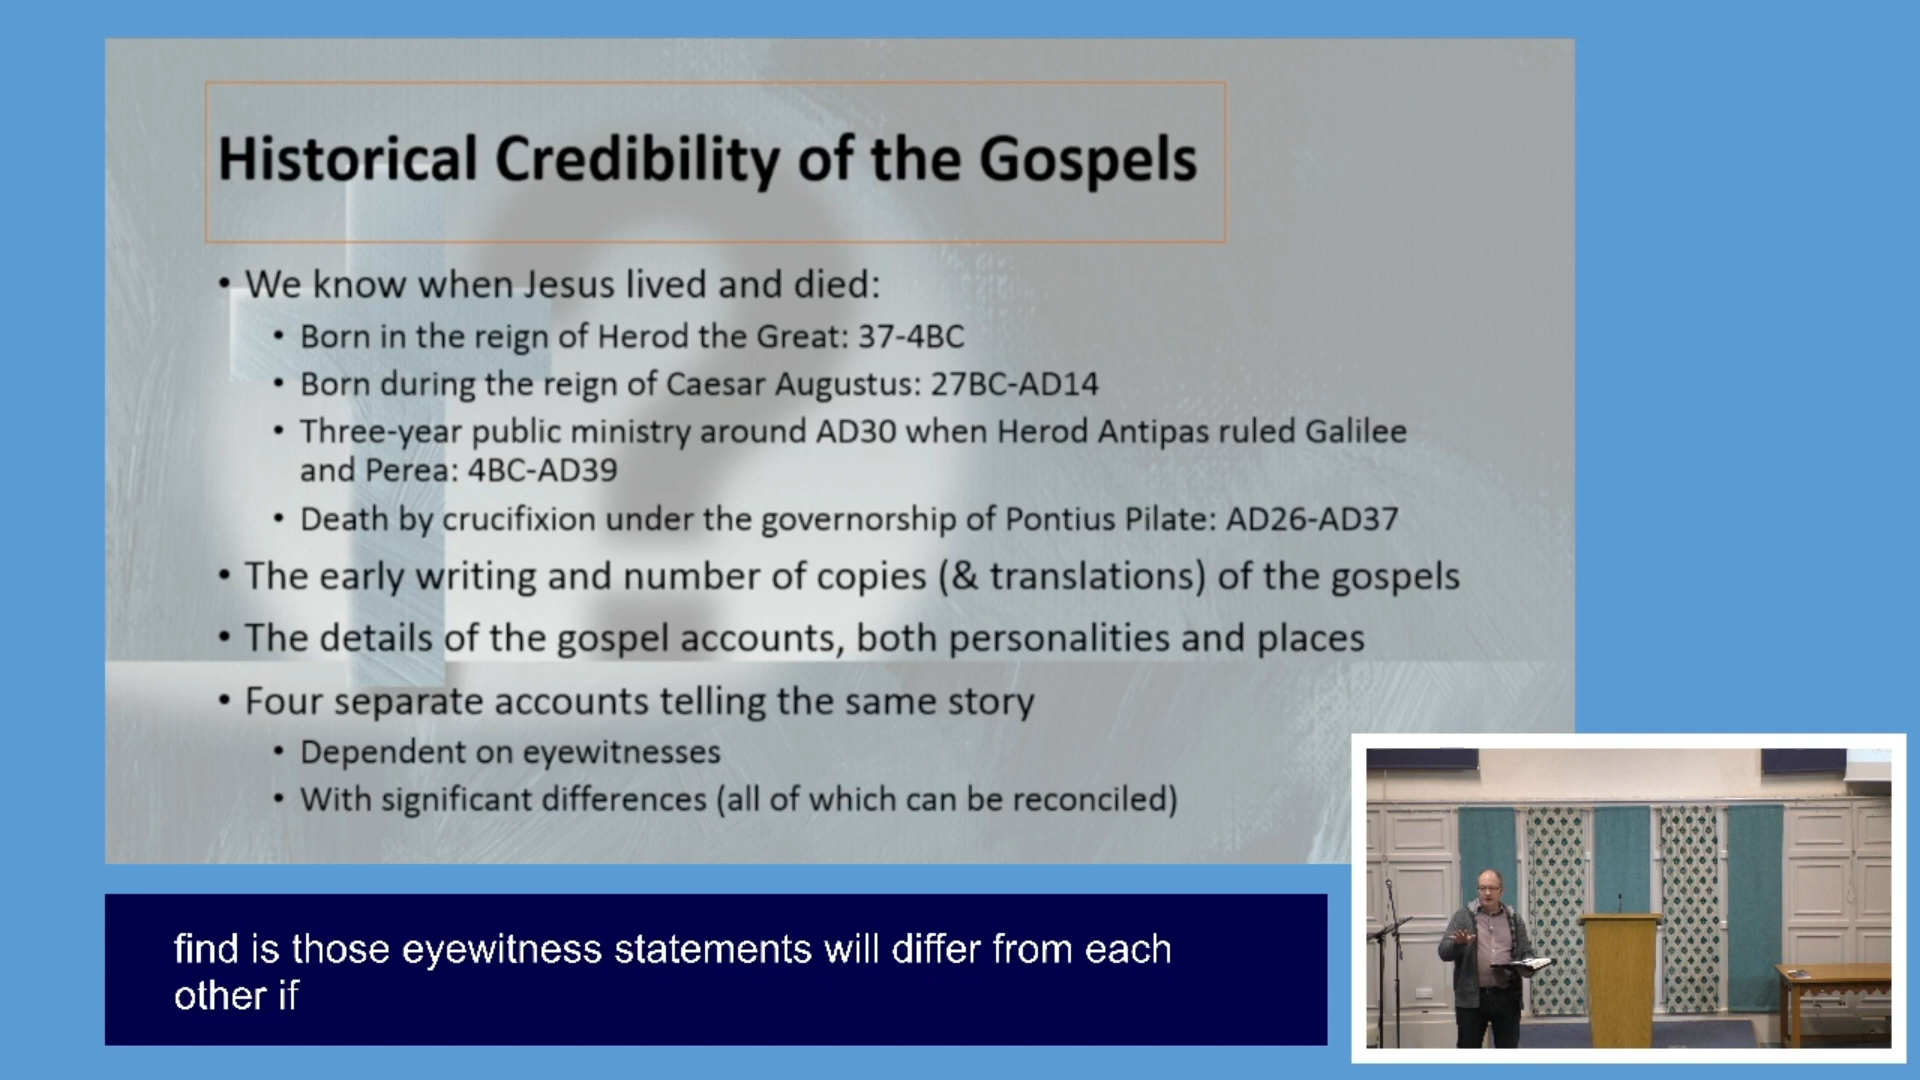 Historical Credibility of the Gospels
• We know when Jesus lived and died:
• Born in the reign of Herod the Great: 37-4BC
• Born during the reign of Caesar Augustus: 27BC-AD14
• Three-year public ministry around AD30 when Herod Antipas ruled Galilee
and Perea: 4BC-AD39
• Death by crucifixion under the governorship of Pontius Pilate: AD26-AD37
• The early writing and number of copies (& translations) of the gospels
• The details of the gospel accounts, both personalities and places
• Four separate accounts telling the same story
• Dependent on eyewitnesses
• With significant differences (all of which can be reconciled)
find is those eyewitness statements will differ from each
other if